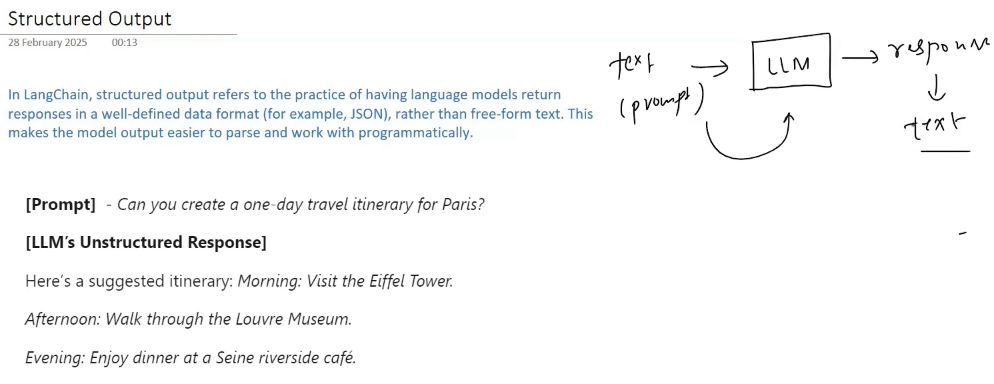 Structured Output
28 February 2025 00:13
text
(prompt)
LLM
response
text
In LangChain, structured output refers to the practice of having language models return
responses in a well-defined data format (for example, JSON), rather than free-form text. This
makes the model output easier to parse and work with programmatically.
[Prompt] - Can you create a one-day travel itinerary for Paris?
[LLM's Unstructured Response]
Here's a suggested itinerary: Morning: Visit the Eiffel Tower.
Afternoon: Walk through the Louvre Museum.
Evening: Enjoy dinner at a Seine riverside café.